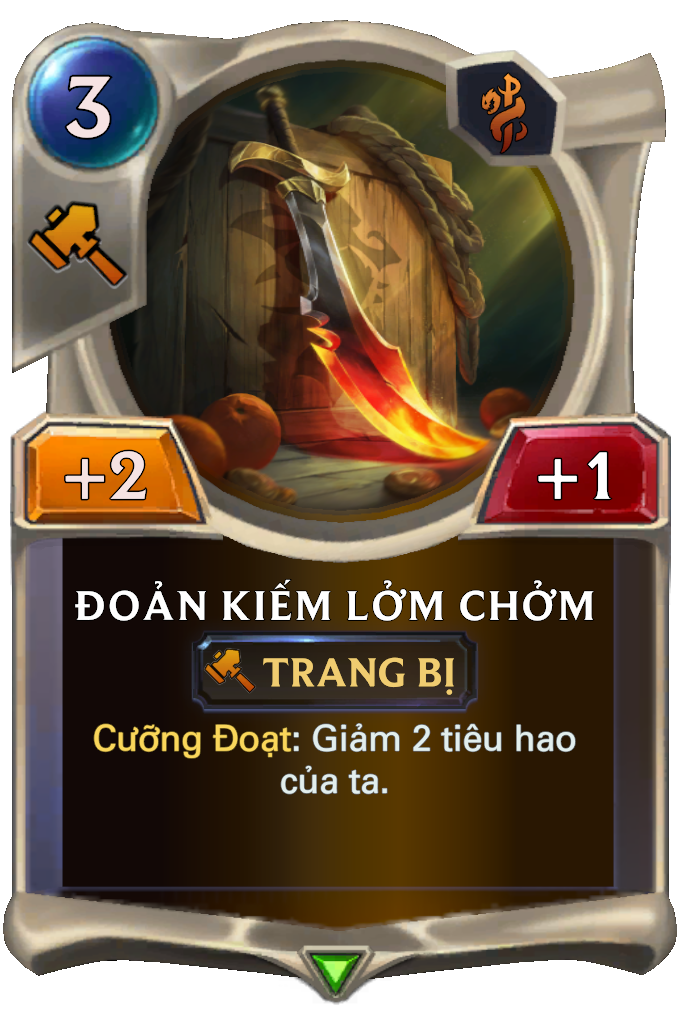 3
+2
+1
ĐOẢN KIẾM LỞM CHỞM
TRANG BỊ
Cưỡng Đoạt: Giảm 2 tiêu hao
của ta.